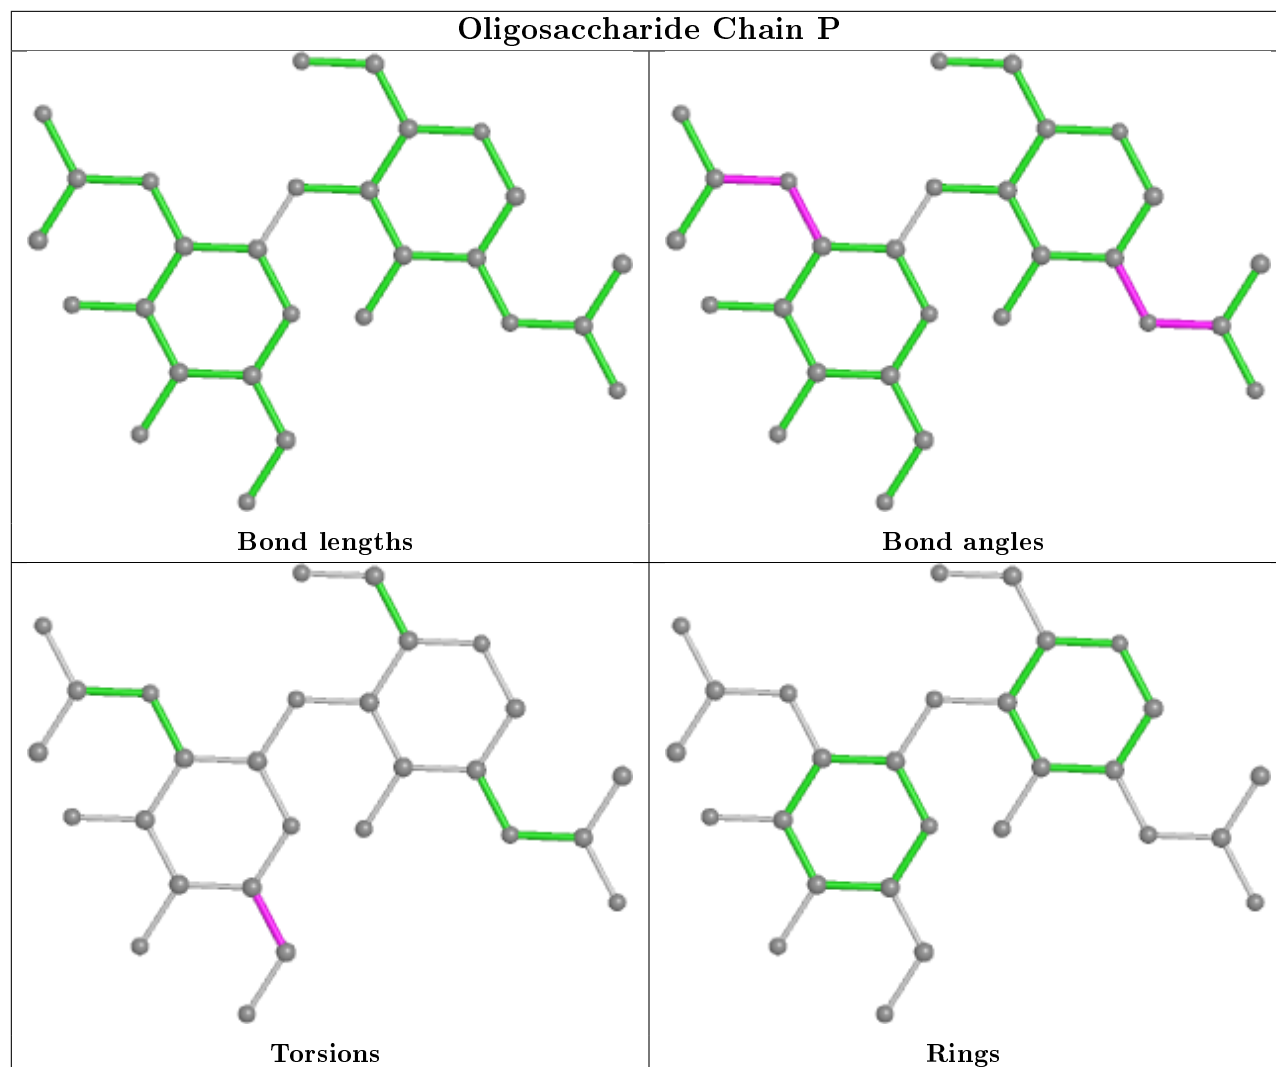 Oligosaccharide Chain P
Bond lengths
Bond angles
Torsions
Rings